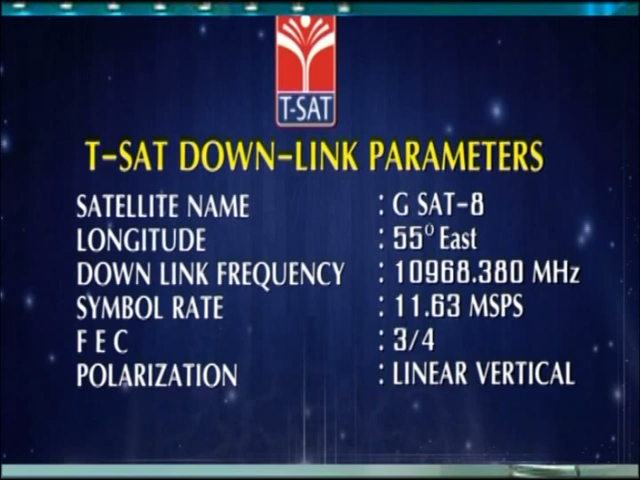 T-SAT
T-SAT DOWN-LINK PARAMETERS
SATELLITE NAME : G SAT-8
LONGITUDE : 55° East
DOWN LINK FREQUENCY : 10968.380 MHz
SYMBOL RATE : 11.63 MSPS
F E C : 3/4
POLARIZATION : LINEAR VERTICAL